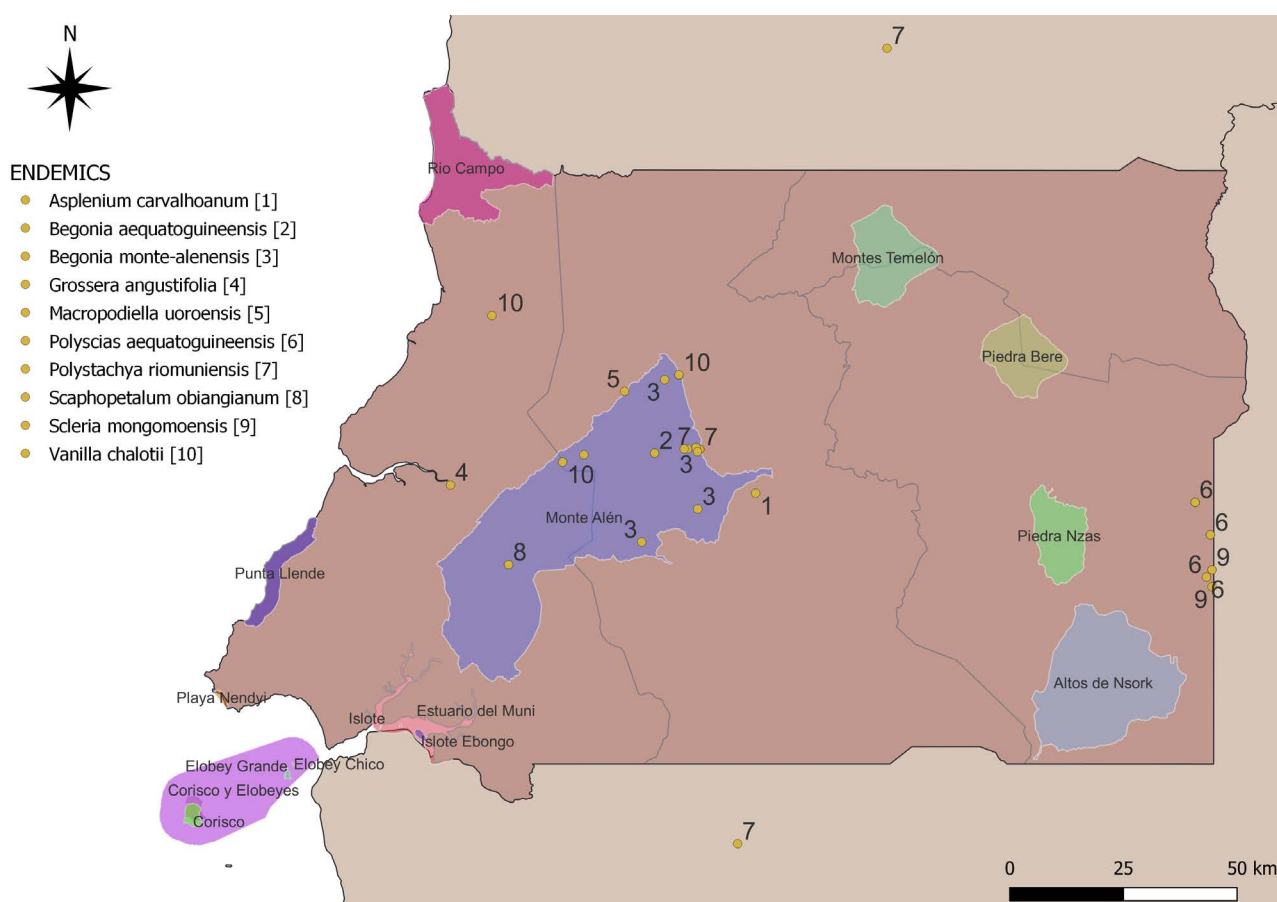 N
7
ENDEMICS
Asplenium carvalhoanum [1]
Begonia aequatoguineensis [2]
Begonia monte-alenensis [3]
Grossera angustifolia [4]
Macropodiella uoroensis [5]
Polyscias aequatoguineensis [6]
Polystachya riomuniensis [7]
Scaphopetalum obiangianum [8]
Scleria mongomoensis [9]
Vanilla chalotii [10]
Rio Campo
Montes Temelón
10
Piedra Bere
10
5
3
2
7
7
3
10
4
3
1
6
Monte Alén
3
Piedra Nzas
6
8
Punta Llende
9
6
9
6
Altos de Nsork
Playa Nendyi
Islote
Estuario del Muni
Islote Ebongo
Elobey Grande
Elobey Chico
Corisco y Elobeyes
Corisco
7
0 25 50 km